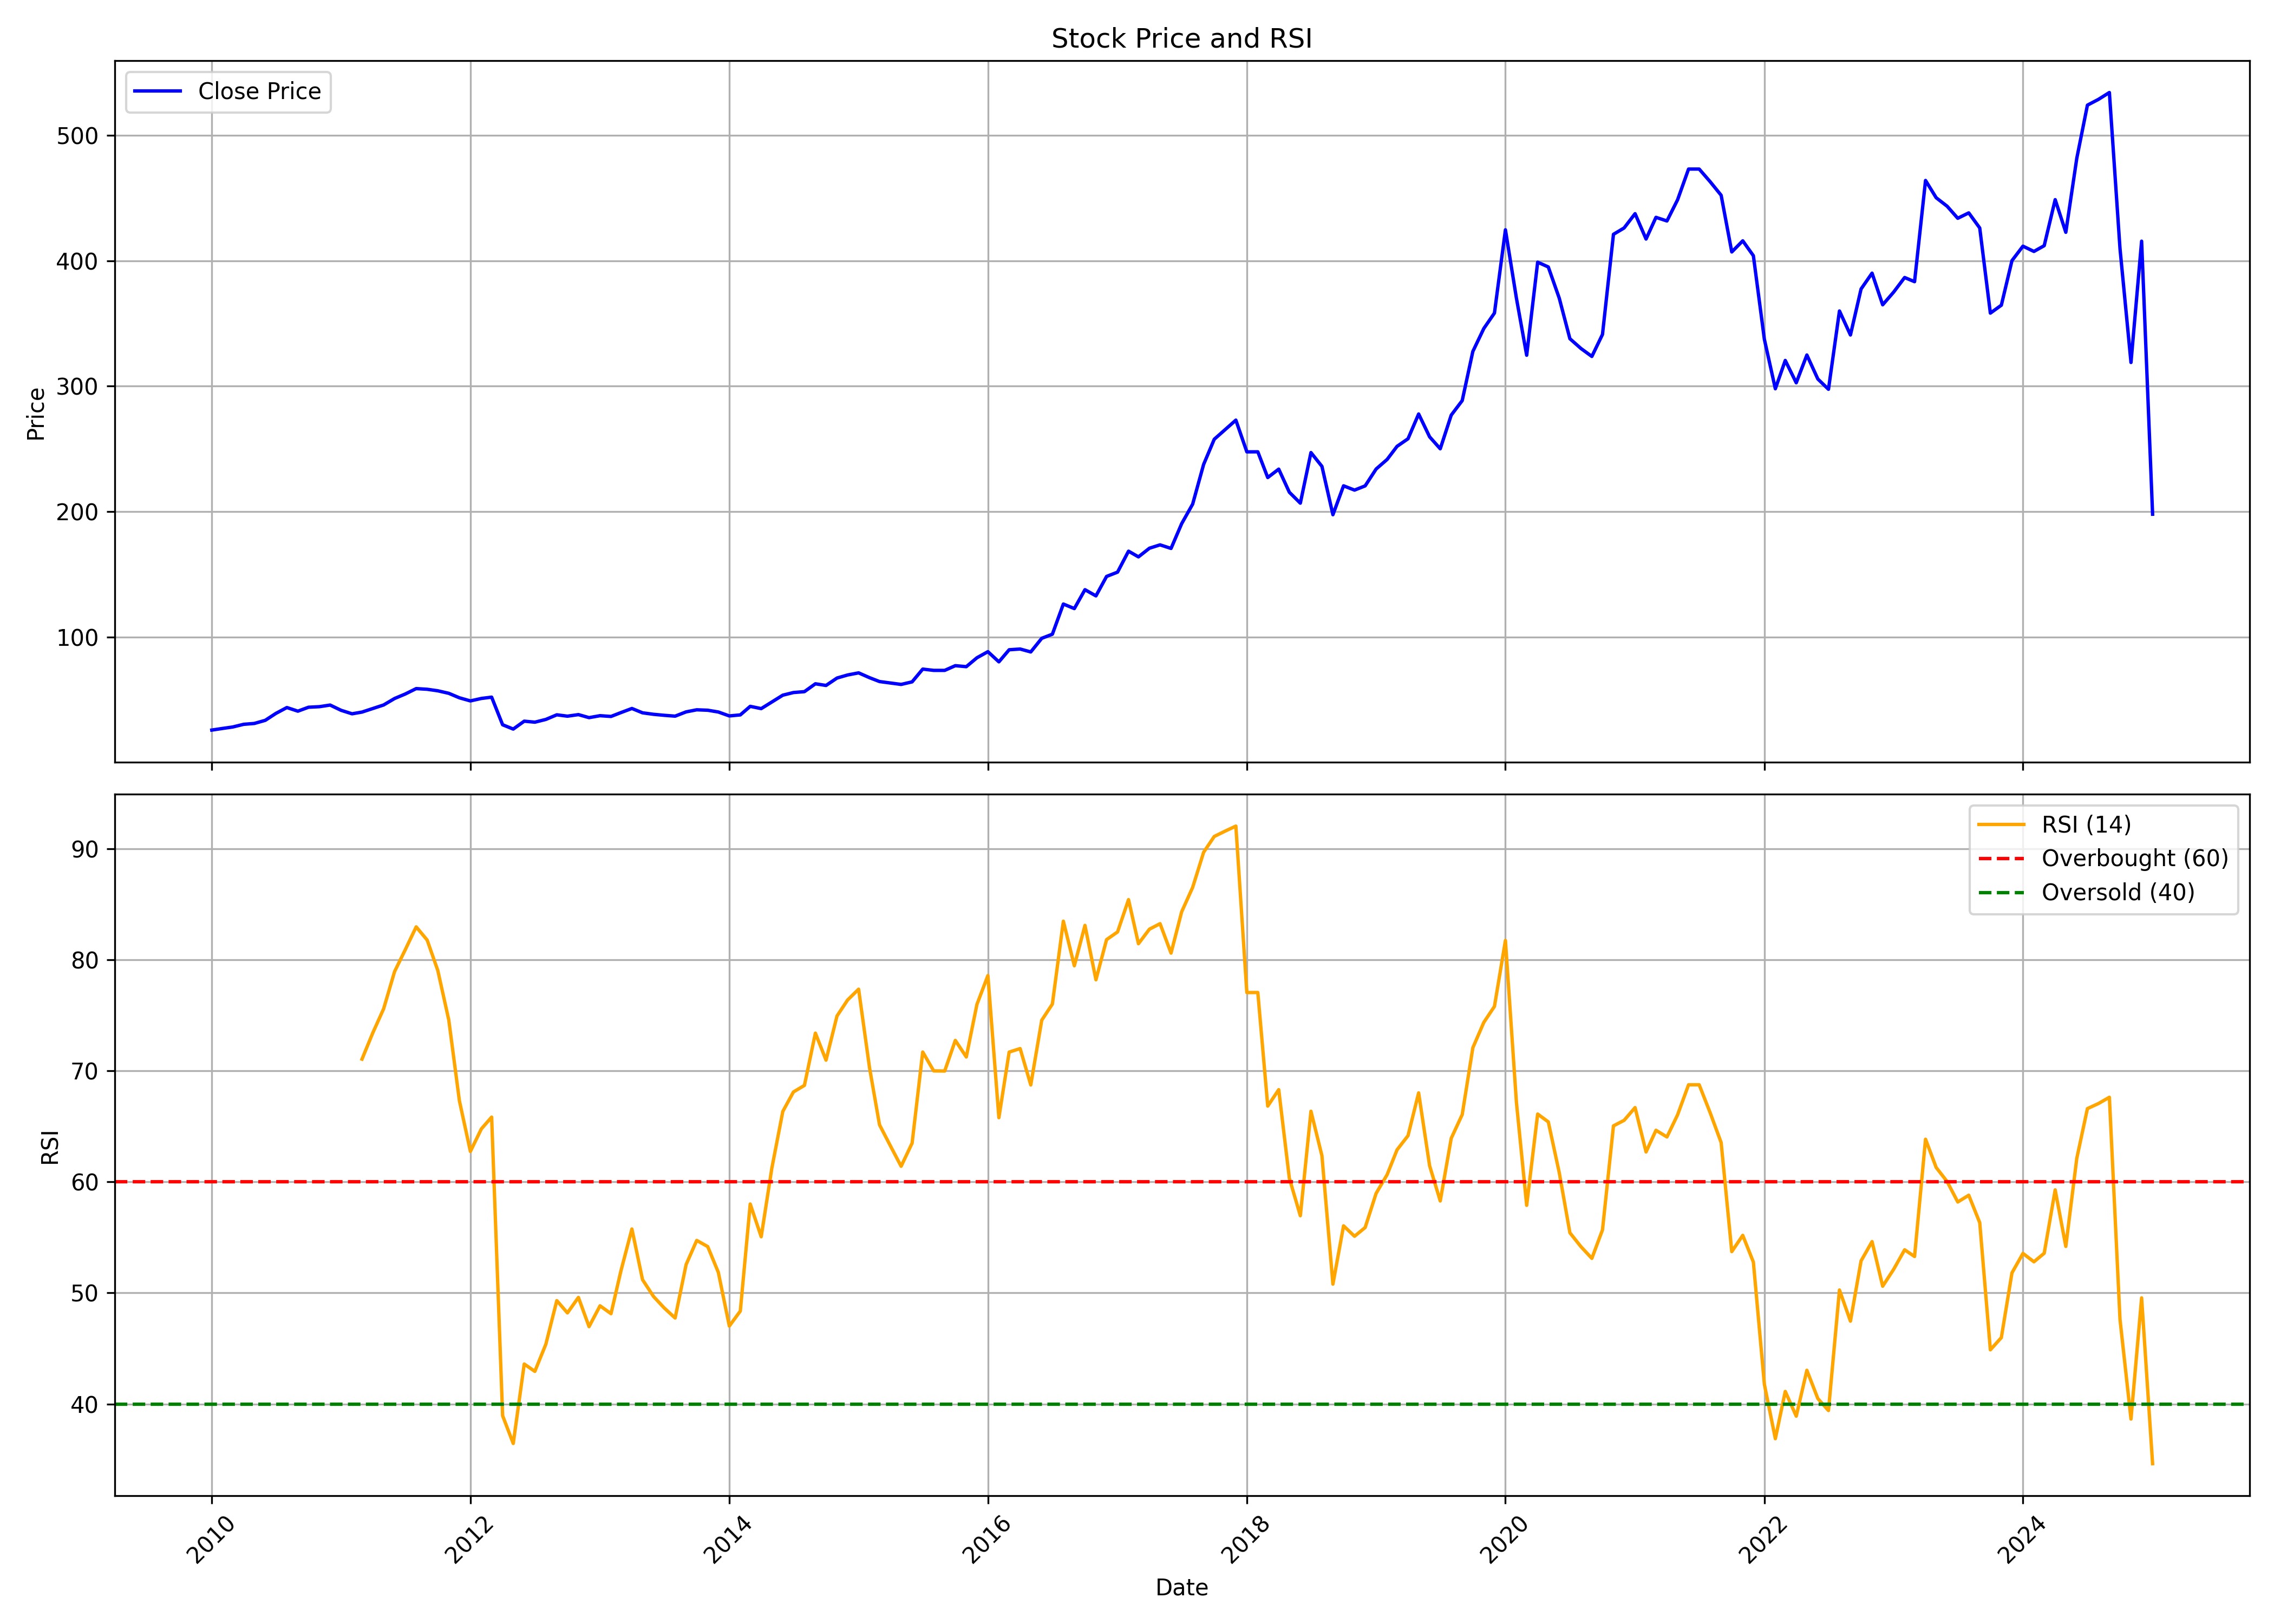 Stock Price and RSI
Close Price
500
400
300
200
100
Price
RSI (14)
Overbought (60)
Oversold (40)
90
80
70
60
50
40
RSI
2010
2012
2014
2016
2018
2020
2022
2024
Date